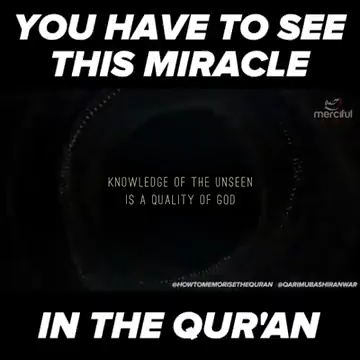 YOU HAVE TO SEE
THIS MIRACLE
merciful
KNOWLEDGE OF THE UNSEEN
IS A QUALITY OF GOD
@HOWTOMEMORISETHEQURAN @QARIMUBASHIRANWAR
IN THE QUR'AN